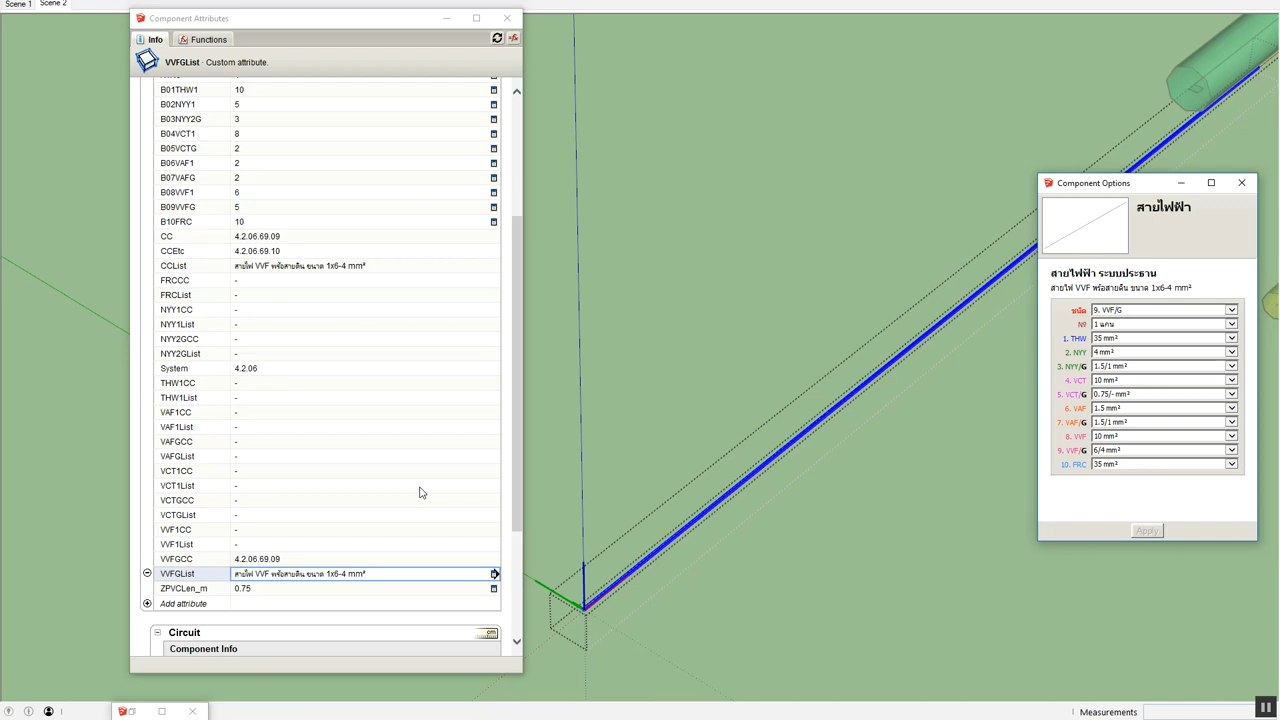 Scene 1 Scene 2
Component Attributes
Info Functions
VVFGList - Custom attribute.
B01THW1 10
B02NYY1 5
B03NYY2G 3
B04VCT1 8
B05VCTG 2
B06VAF1 2
B07VAFG 2
B08VVF1 6
B09VVFG 5
B10FRC 10
CC 4.2.06.69.09
CCEtc 4.2.06.69.10
CCList สายไฟ VVF พร้อสายดิน ขนาด 1x6-4 mm²
FRCCC -
FRCList -
NYY1CC -
NYY1List -
NYY2GCC -
NYY2GList -
System 4.2.06
THW1CC -
THW1List -
VAF1CC -
VAF1List -
VAFGCC -
VAFGList -
VCT1CC -
VCT1List -
VCTGCC -
VCTGList -
VVF1CC -
VVF1List -
VVFGCC 4.2.06.69.09
VVFGList สายไฟ VVF พร้อสายดิน ขนาด 1x6-4 mm²
ZPVCLen_m 0.75
Add attribute
Circuit cm
Component Info
Component Options
สายไฟฟ้า
สายไฟฟ้า ระบบประธาน
สายไฟ VVF พร้อสายดิน ขนาด 1x6-4 mm²
ชนิด 9. VVF/G
Nº 1 แกน
1. THW 35 mm²
2. NYY 4 mm²
3. NYY/G 1.5/1 mm²
4. VCT 10 mm²
5. VCT/G 0.75/- mm²
6. VAF 1.5 mm²
7. VAF/G 1.5/1 mm²
8. VVF 10 mm²
9. VVF/G 6/4 mm²
10. FRC 35 mm²
Apply
Measurements